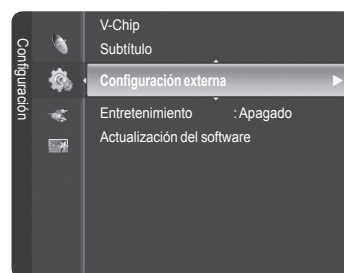 Configuración
V-Chip
Subtítulo
Configuración externa
Entretenimiento : Apagado
Actualización del software